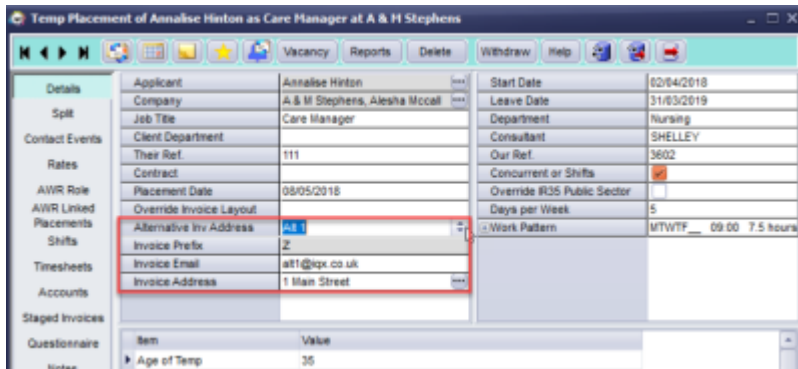 Temp Placement of Annalise Hinton as Care Manager at A & M Stephens
Vacancy Reports Delete Withdraw Help
Details
Split
Contact Events
Rates
AWR Role
AWR Linked Placements
Shifts
Timesheets
Accounts
Staged Invoices
Questionnaire
Notes
Applicant Annalise Hinton
Company A & M Stephens, Alesha Mccall
Job Title Care Manager
Client Department
Their Ref. 111
Contract
Placement Date 08/05/2018
Override Invoice Layout
Alternative Inv Address Alt 1
Invoice Prefix Z
Invoice Email alt1@iqx.co.uk
Invoice Address 1 Main Street
Start Date 02/04/2018
Leave Date 31/03/2019
Department Nursing
Consultant SHELLEY
Our Ref. 3602
Concurrent or Shifts
Override IR35 Public Sector
Days per Week 5
Work Pattern MTWTF__ 09:00 7.5 hours
Item Value
Age of Temp 35